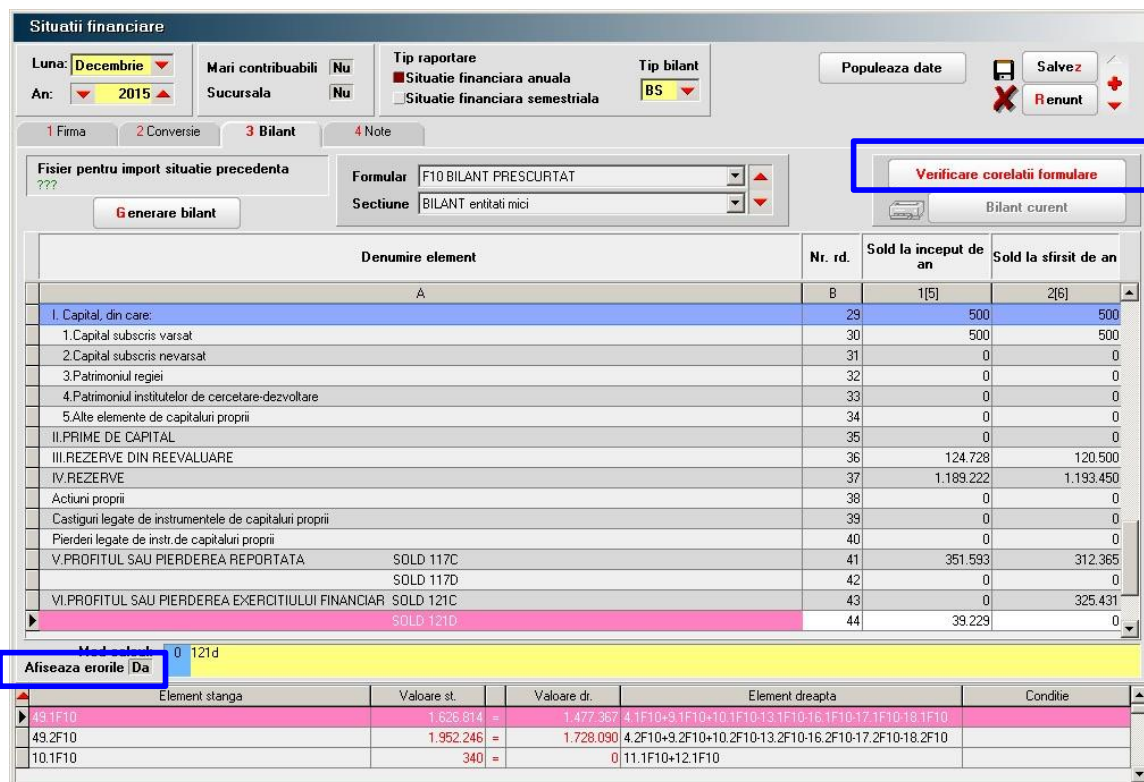 Situatii financiare
Luna: Decembrie
An: 2015
Mari contribuabili Nu
Sucursala Nu
Tip raportare
Situatie financiara anuala
Situatie financiara semestriala
Tip bilant
BS
Populeaza date
Salvez
Renunt
1 Firma 2 Conversie 3 Bilant 4 Note
Fisier pentru import situatie precedenta
???
Generare bilant
Formular F10 BILANT PRESCURTAT
Sectiune BILANT entitati mici
Verificare corelatii formulare
Bilant curent
Denumire element Nr. rd. Sold la inceput de an Sold la sfirsit de an
A B 1[5] 2[6]
I. Capital, din care: 29 500 500
1.Capital subscris varsat 30 500 500
2.Capital subscris nevarsat 31 0 0
3.Patrimoniul regiei 32 0 0
4.Patrimoniul institutelor de cercetare-dezvoltare 33 0 0
5.Alte elemente de capitaluri proprii 34 0 0
II.PRIME DE CAPITAL 35 0 0
III.REZERVE DIN REEVALUARE 36 124.728 120.500
IV.REZERVE 37 1.189.222 1.193.450
Actiuni proprii 38 0 0
Castiguri legate de instrumentele de capitaluri proprii 39 0 0
Pierderi legate de instr.de capitaluri proprii 40 0 0
V.PROFITUL SAU PIERDEREA REPORTATA SOLD 117C 41 351.593 312.365
SOLD 117D 42 0 0
VI.PROFITUL SAU PIERDEREA EXERCITIULUI FINANCIAR SOLD 121C 43 0 325.431
SOLD 121D 44 39.229 0
Mod calcul: 0 121d
Afiseaza erorile Da
Element stanga Valoare st. Valoare dr. Element dreapta Conditie
49.1F10 1.626.814 = 1.477.367 4.1F10+9.1F10+10.1F10-13.1F10-16.1F10-17.1F10-18.1F10
49.2F10 1.952.246 = 1.728.090 4.2F10+9.2F10+10.2F10-13.2F10-16.2F10-17.2F10-18.2F10
10.1F10 340 = 0 11.1F10+12.1F10